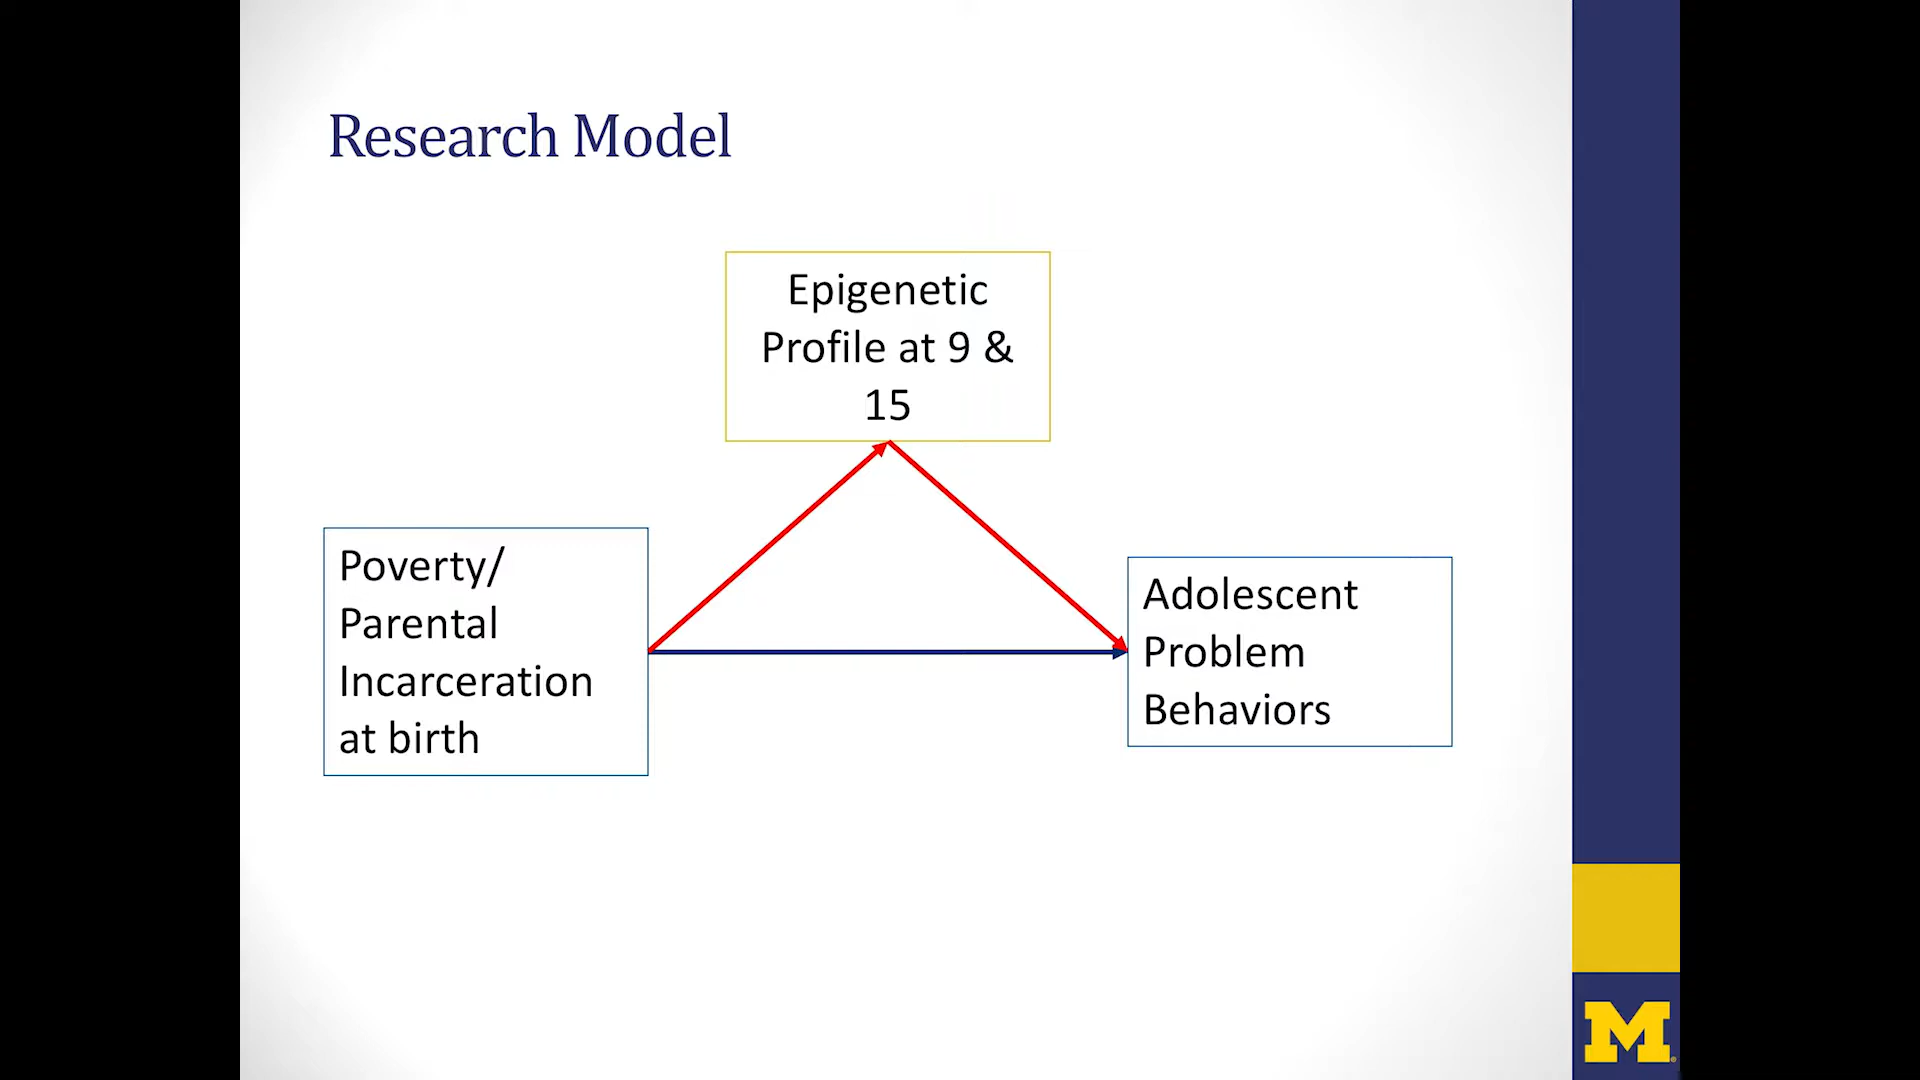 Research Model
Epigenetic
Profile at 9 &
15
Poverty/
Parental
Incarceration
at birth
Adolescent
Problem
Behaviors
M